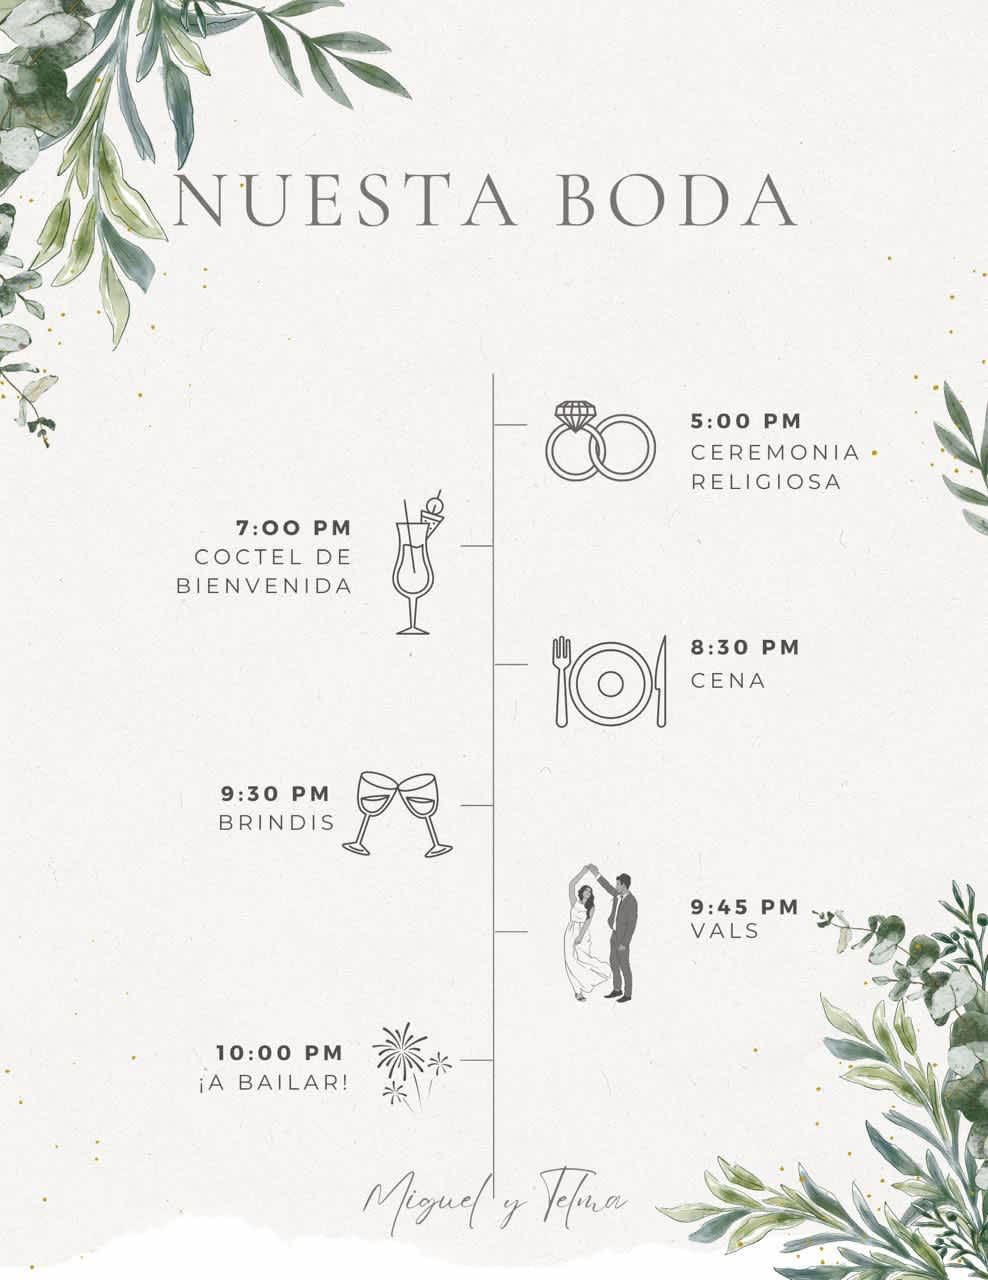 NUESTA BODA
5:00 PM
CEREMONIA
RELIGIOSA
7:00 PM
COCTEL DE
BIENVENIDA
8:30 PM
CENA
9:30 PM
BRINDIS
9:45 PM
VALS
10:00 PM
¡A BAILAR!
Miguel y Telma